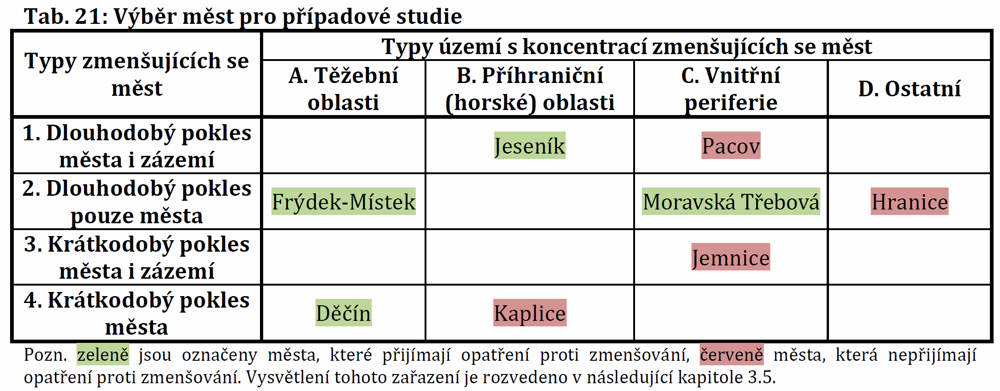 Tab. 21: Výběr měst pro případové studie
Typy zmenšujících se
měst
Typy území s koncentrací zmenšujících se měst
A. Těžební
oblasti
B. Příhraniční
(horské) oblasti
C. Vnitřní
periferie
D. Ostatní
1. Dlouhodobý pokles
města i zázemí
Jeseník
Pacov
2. Dlouhodobý pokles
pouze města
Frýdek-Místek
Moravská Třebová
Hranice
3. Krátkodobý pokles
města i zázemí
Jemnice
4. Krátkodobý pokles
města
Děčín
Kaplice
Pozn. zeleně jsou označeny města, které přijímají opatření proti zmenšování, červeně města, která nepřijímají
opatření proti zmenšování. Vysvětlení tohoto zařazení je rozvedeno v následující kapitole 3.5.